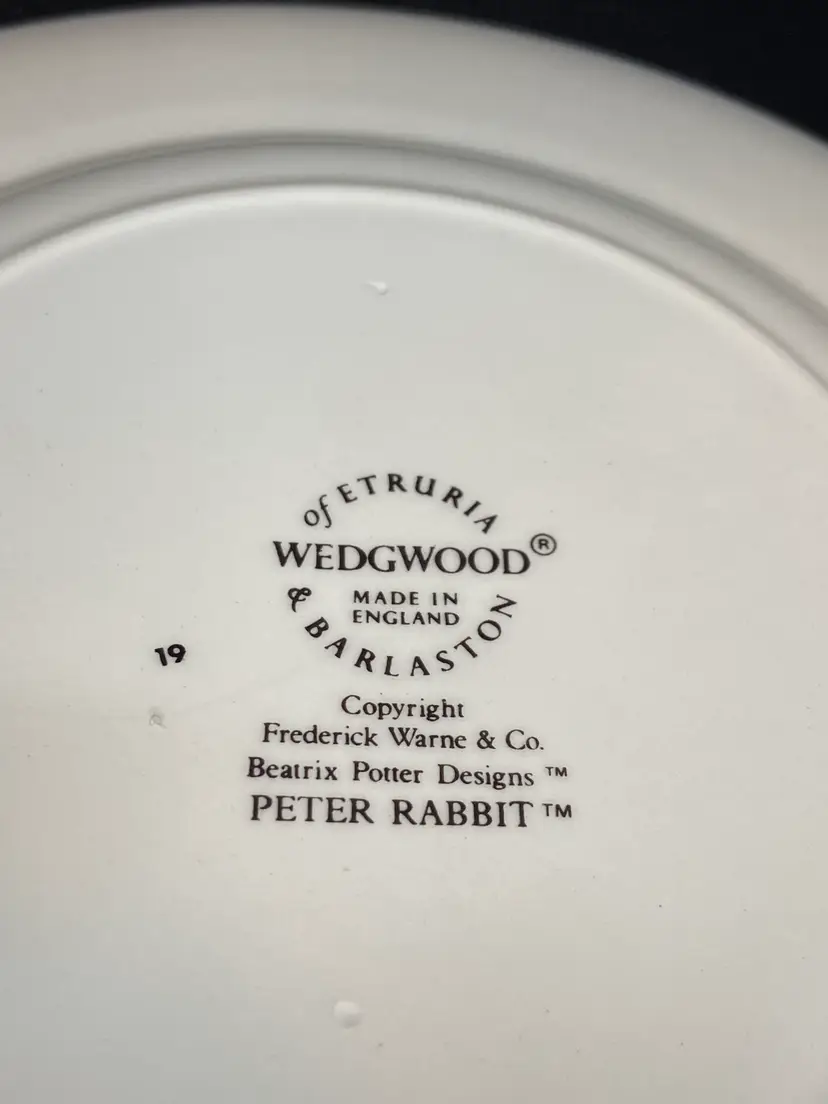 of ETRURIA
WEDGWOOD®
MADE IN
ENGLAND
& BARLASTON
19
Copyright
Frederick Warne & Co.
Beatrix Potter Designs ™
PETER RABBIT ™